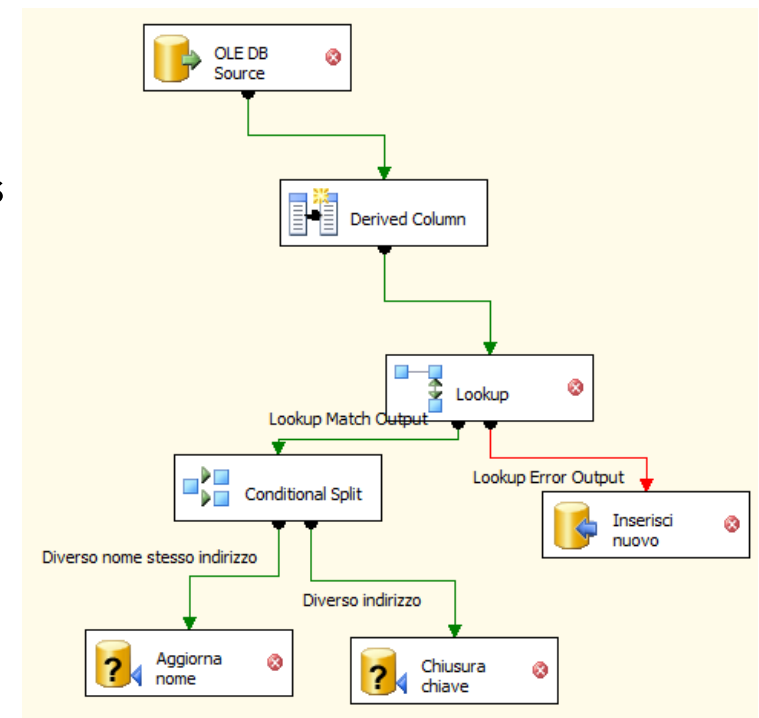 OLE DB
Source
s
Derived Column
Lookup
Lookup Match Output
Lookup Error Output
Conditional Split
Inserisci
nuovo
Diverso nome stesso indirizzo
Diverso indirizzo
?
Aggiorna
nome
?
Chiusura
chiave